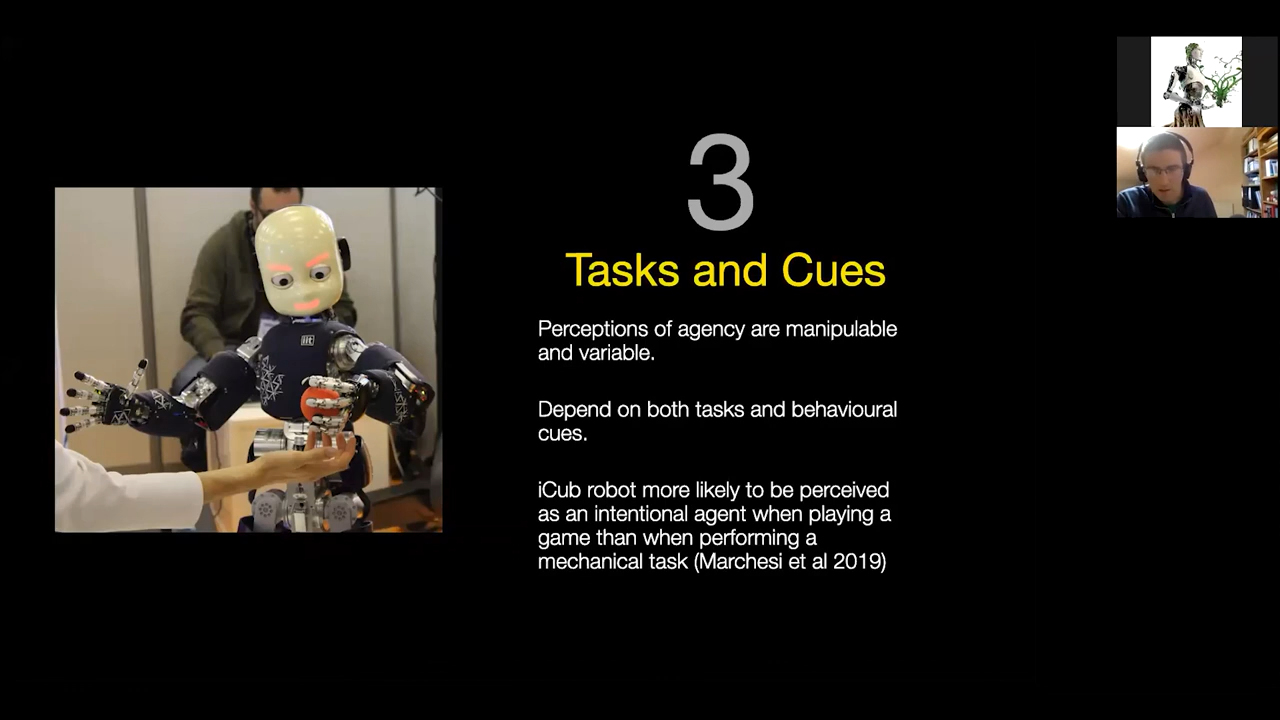 3
Tasks and Cues
Perceptions of agency are manipulable
and variable.
Depend on both tasks and behavioural
cues.
iCub robot more likely to be perceived
as an intentional agent when playing a
game than when performing a
mechanical task (Marchesi et al 2019)
iit